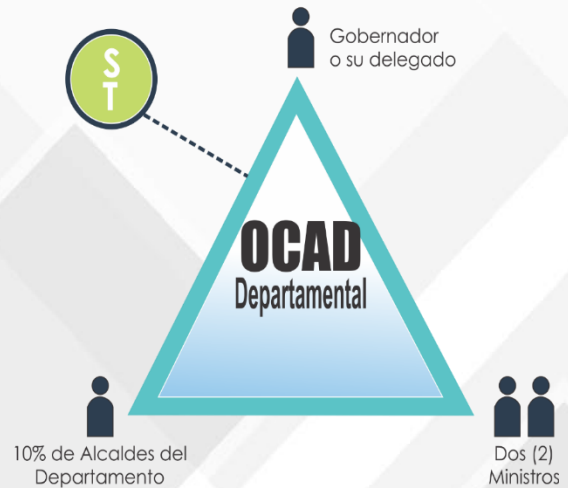 Gobernador
o su delegado
S
T
OCAD
Departamental
10% de Alcaldes del
Departamento
Dos (2)
Ministros